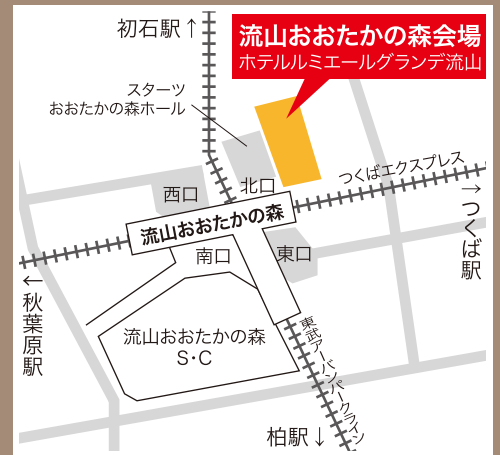 初石駅↑
流山おおたかの森会場
ホテルルミエールグランデ流山
スターツ
おおたかの森ホール
つくばエクスプレス
北口
西口
→つくば駅
流山おおたかの森
南口
東口
←秋葉原駅
流山おおたかの森
S・C
東武アーバンパークライン
柏駅↓